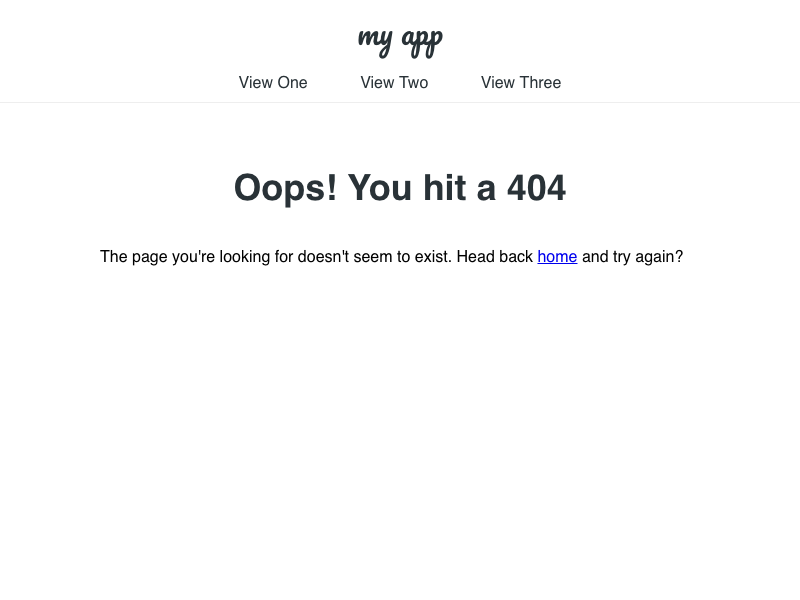 my app
View One View Two View Three
Oops! You hit a 404
The page you're looking for doesn't seem to exist. Head back home and try again?